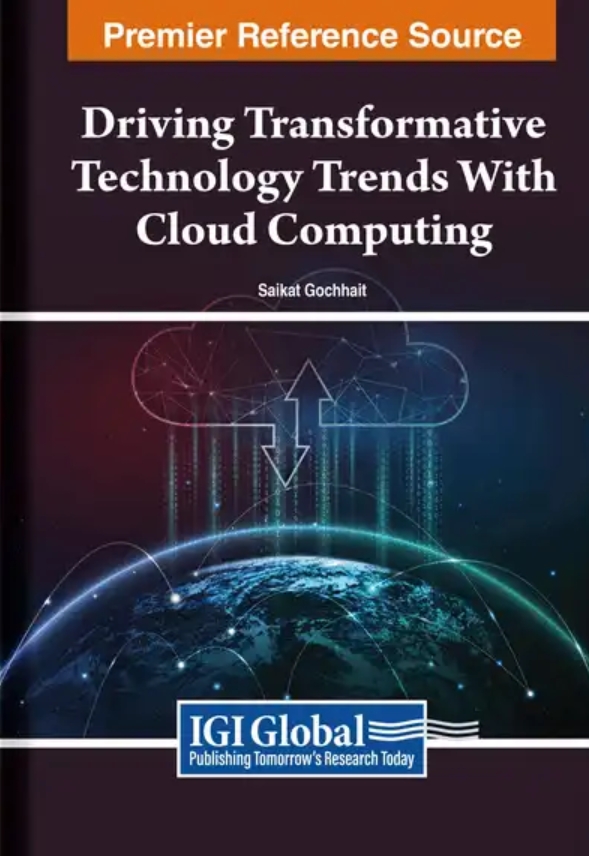 Premier Reference Source
Driving Transformative
Technology Trends With
Cloud Computing
Saikat Gochhait
IGI Global
Publishing Tomorrow's Research Today